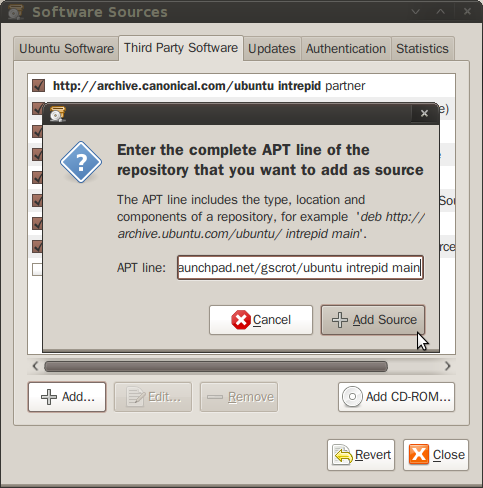 Software Sources
Ubuntu Software Third Party Software Updates Authentication Statistics
http://archive.canonical.com/ubuntu intrepid partner
e)
Enter the complete APT line of the
repository that you want to add as source
The APT line includes the type, location and
components of a repository, for example 'deb http://
archive.ubuntu.com/ubuntu/ intrepid main'.
APT line: aunchpad.net/gscrot/ubuntu intrepid main
Cancel Add Source
Add... Edit... Remove Add CD-ROM...
Revert Close